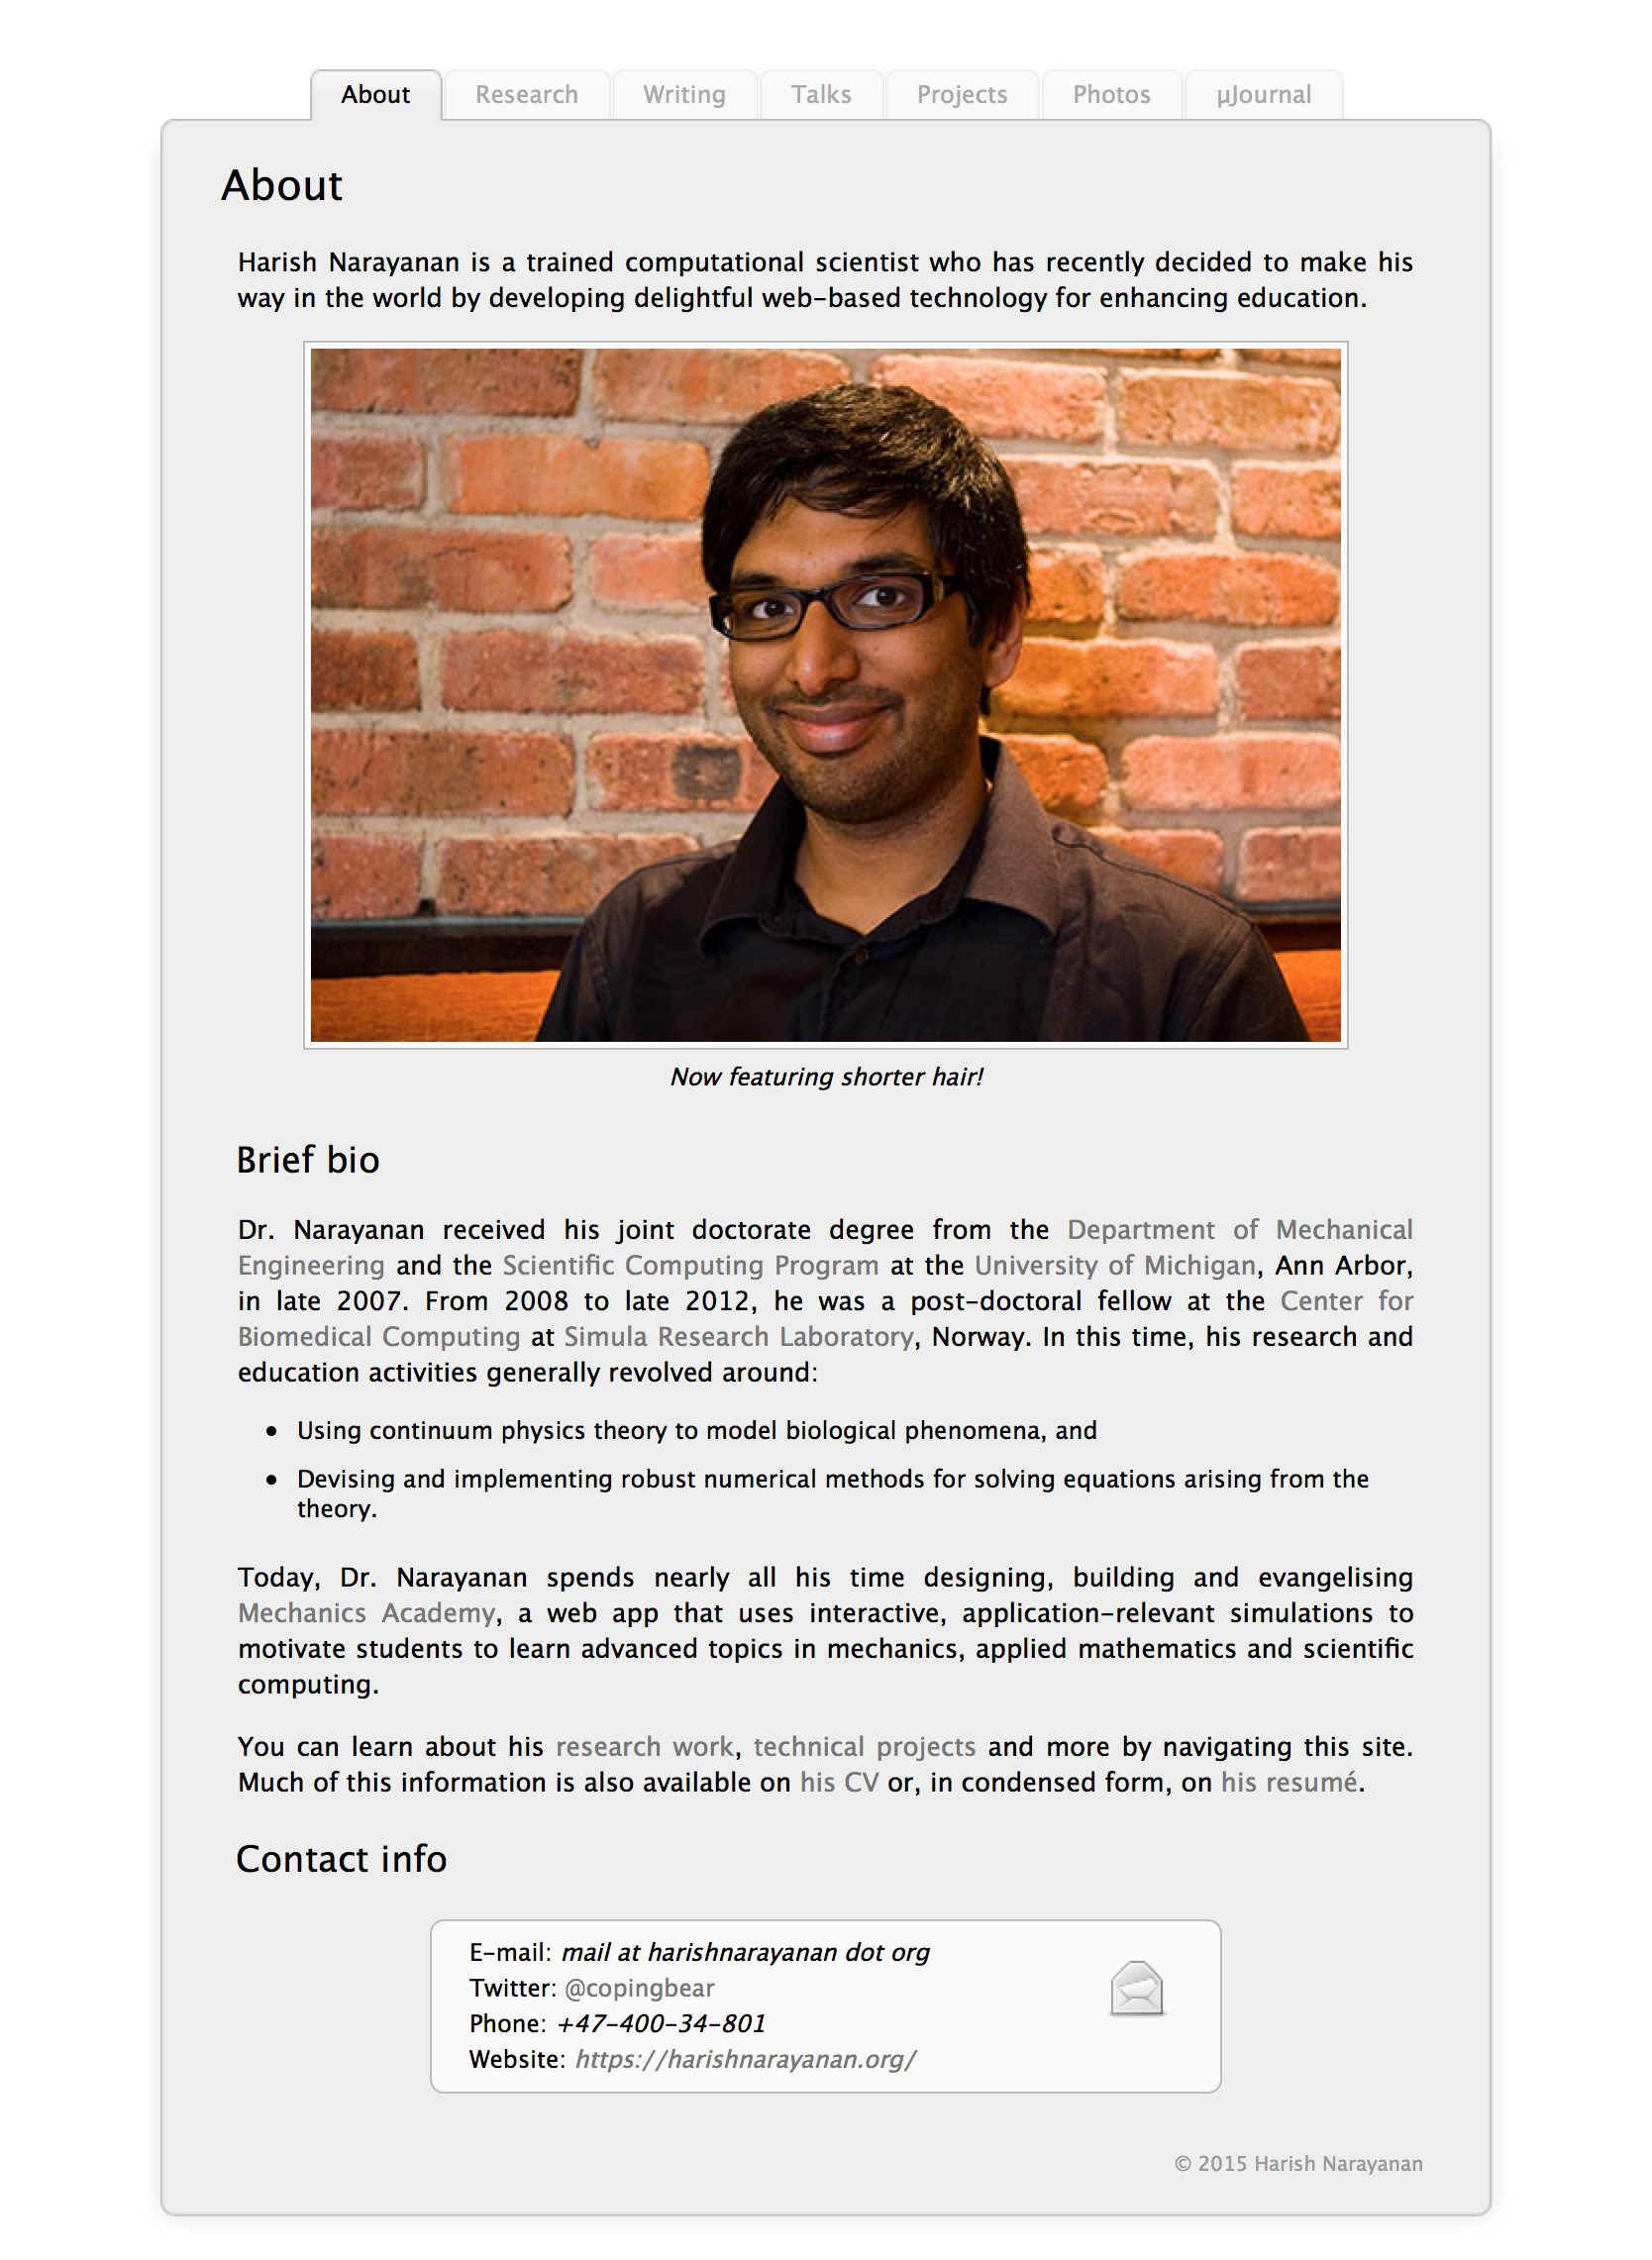 About Research Writing Talks Projects Photos µJournal
About
Harish Narayanan is a trained computational scientist who has recently decided to make his
way in the world by developing delightful web-based technology for enhancing education.
Now featuring shorter hair!
Brief bio
Dr. Narayanan received his joint doctorate degree from the Department of Mechanical
Engineering and the Scientific Computing Program at the University of Michigan, Ann Arbor,
in late 2007. From 2008 to late 2012, he was a post-doctoral fellow at the Center for
Biomedical Computing at Simula Research Laboratory, Norway. In this time, his research and
education activities generally revolved around:
• Using continuum physics theory to model biological phenomena, and
• Devising and implementing robust numerical methods for solving equations arising from the
theory.
Today, Dr. Narayanan spends nearly all his time designing, building and evangelising
Mechanics Academy, a web app that uses interactive, application-relevant simulations to
motivate students to learn advanced topics in mechanics, applied mathematics and scientific
computing.
You can learn about his research work, technical projects and more by navigating this site.
Much of this information is also available on his CV or, in condensed form, on his resumé.
Contact info
E-mail: mail at harishnarayanan dot org
Twitter: @copingbear
Phone: +47-400-34-801
Website: https://harishnarayanan.org/
© 2015 Harish Narayanan